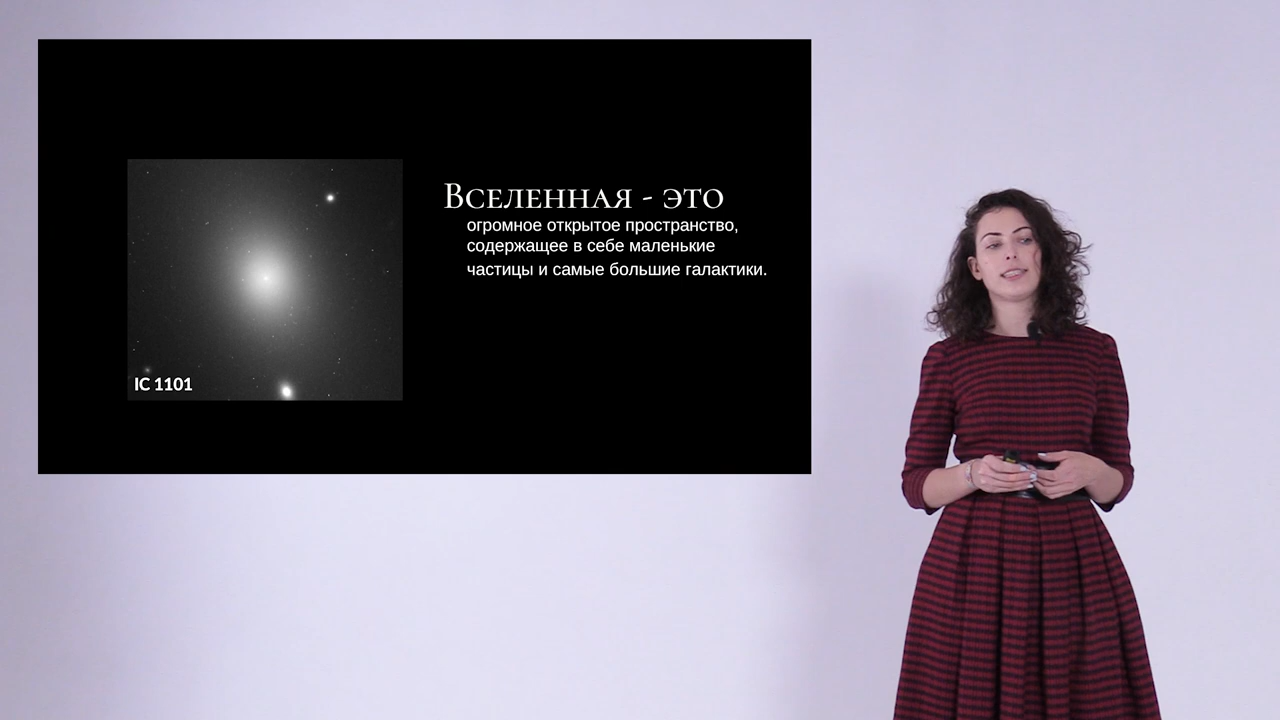 Вселенная - это
огромное открытое пространство,
содержащее в себе маленькие
частицы и самые большие галактики.
IC 1101